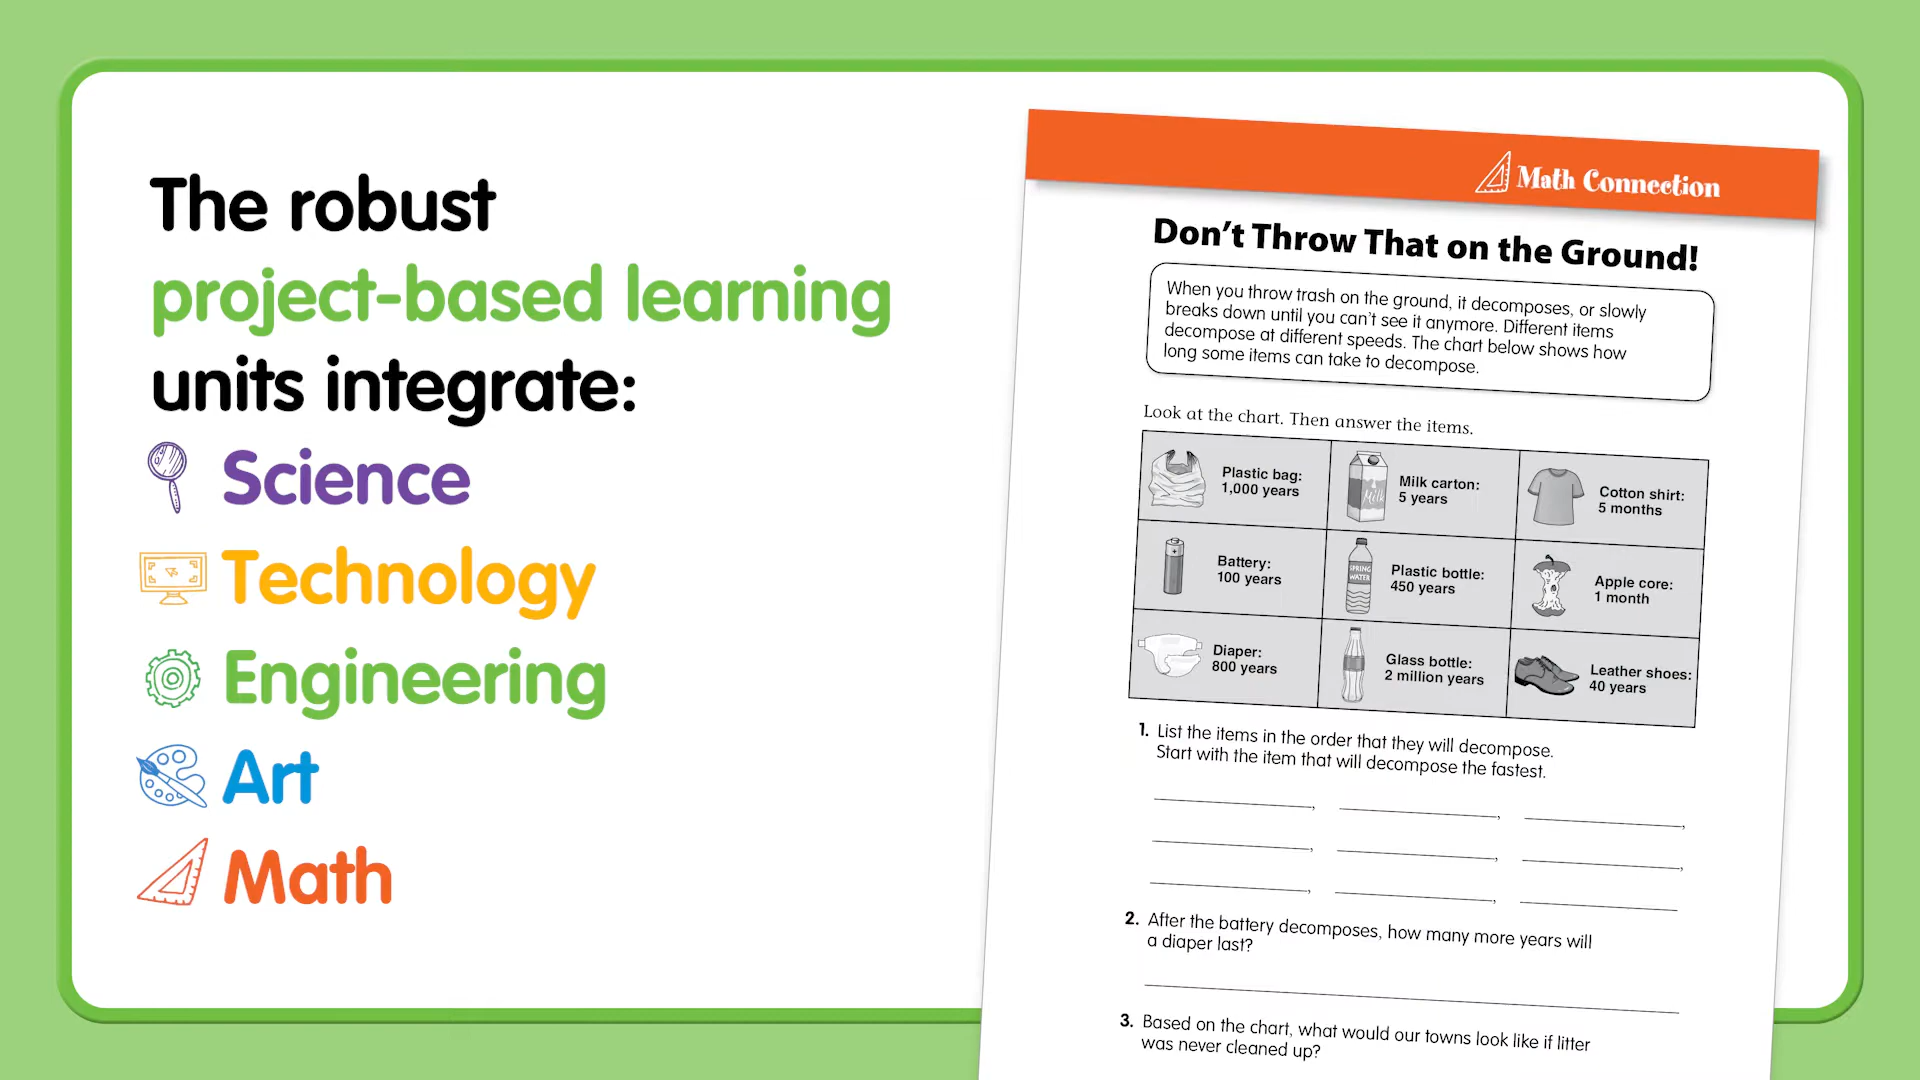 The robust
project-based learning
units integrate:
Science
Technology
Engineering
Art
Math
Math Connection
Don't Throw That on the Ground!
When you throw trash on the ground, it decomposes, or slowly
breaks down until you can't see it anymore. Different items
decompose at different speeds. The chart below shows how
long some items can take to decompose.
Look at the chart. Then answer the items.
Plastic bag:
1,000 years
Milk
Milk carton:
5 years
Cotton shirt:
5 months
Battery:
100 years
SPRING
WATER
Plastic bottle:
450 years
Apple core:
1 month
Diaper:
800 years
Glass bottle:
2 million years
Leather shoes:
40 years
1. List the items in the order that they will decompose.
Start with the item that will decompose the fastest.
2. After the battery decomposes, how many more years will
a diaper last?
3. Based on the chart, what would our towns look like if litter
was never cleaned up?